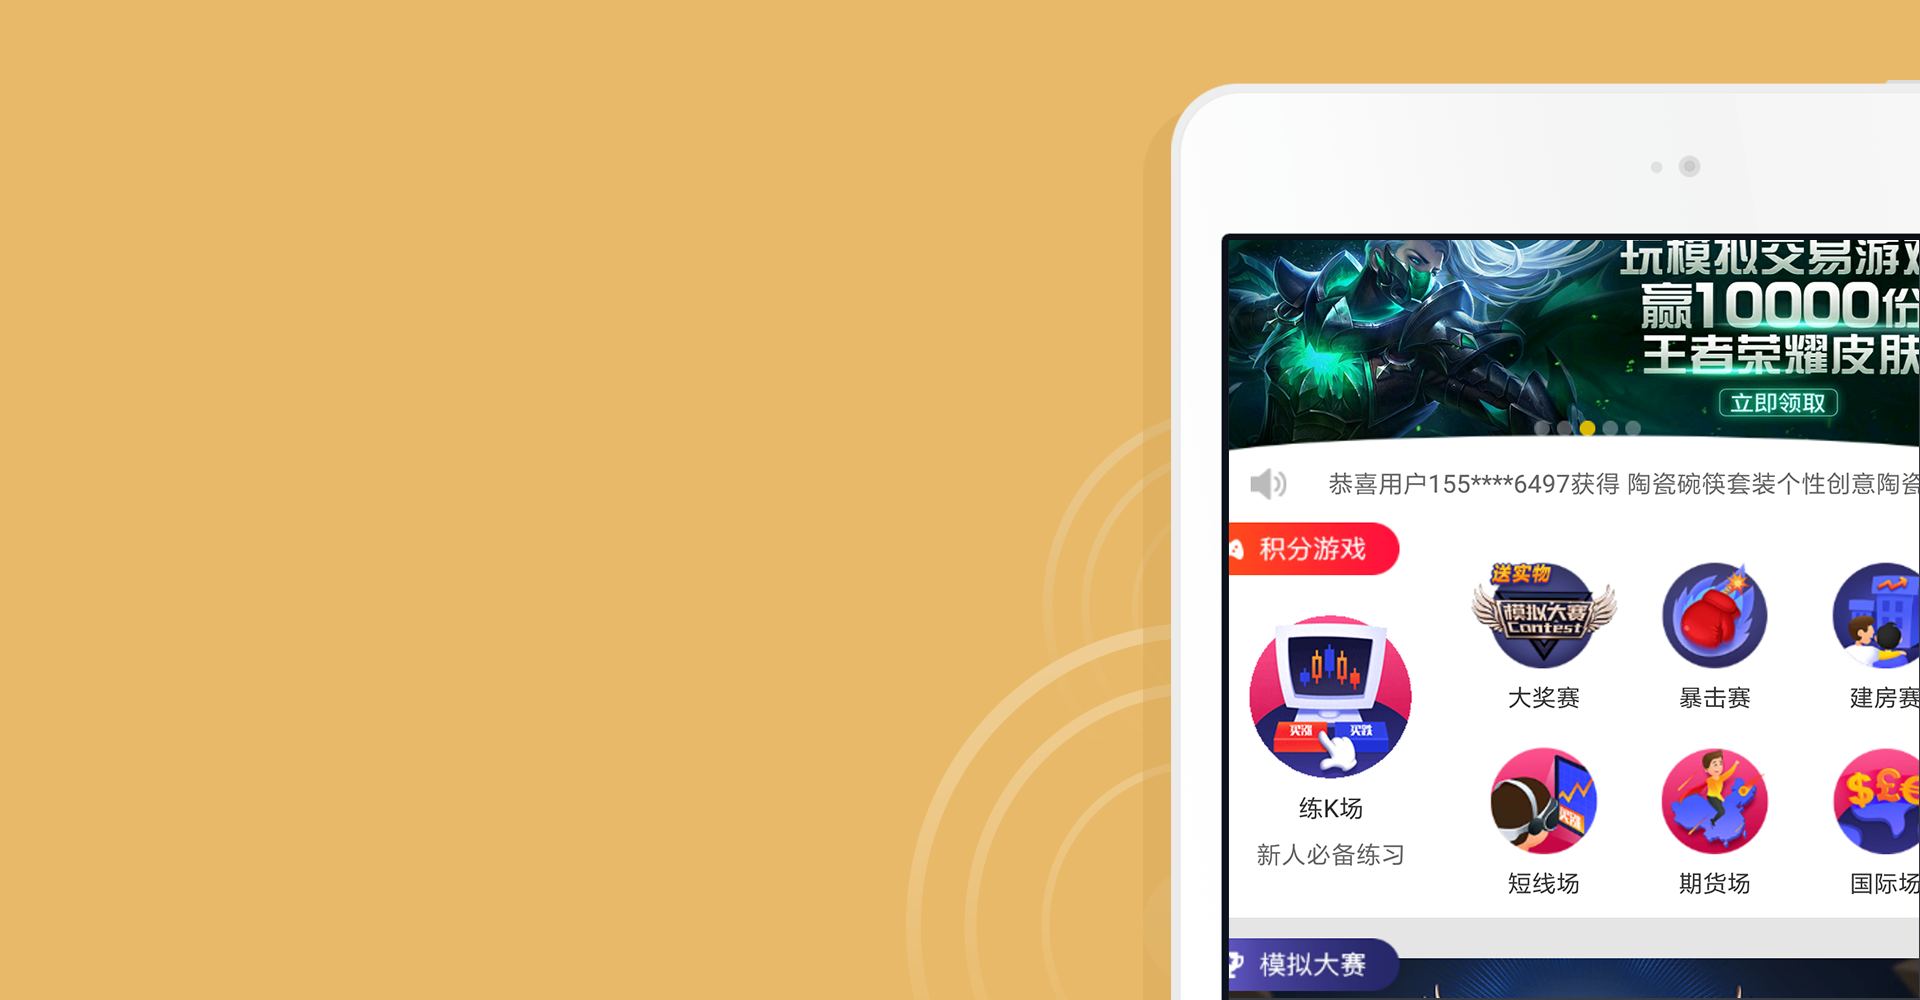 玩模拟交易游戏
赢10000份
王者荣耀皮肤
立即领取
恭喜用户155****6497获得 陶瓷碗筷套装个性创意陶瓷
积分游戏
送实物
模拟大赛
Contest
大奖赛
暴击赛
建房赛
买涨
买跌
练K场
新人必备练习
买涨
短线场
期货场
国际场
模拟大赛